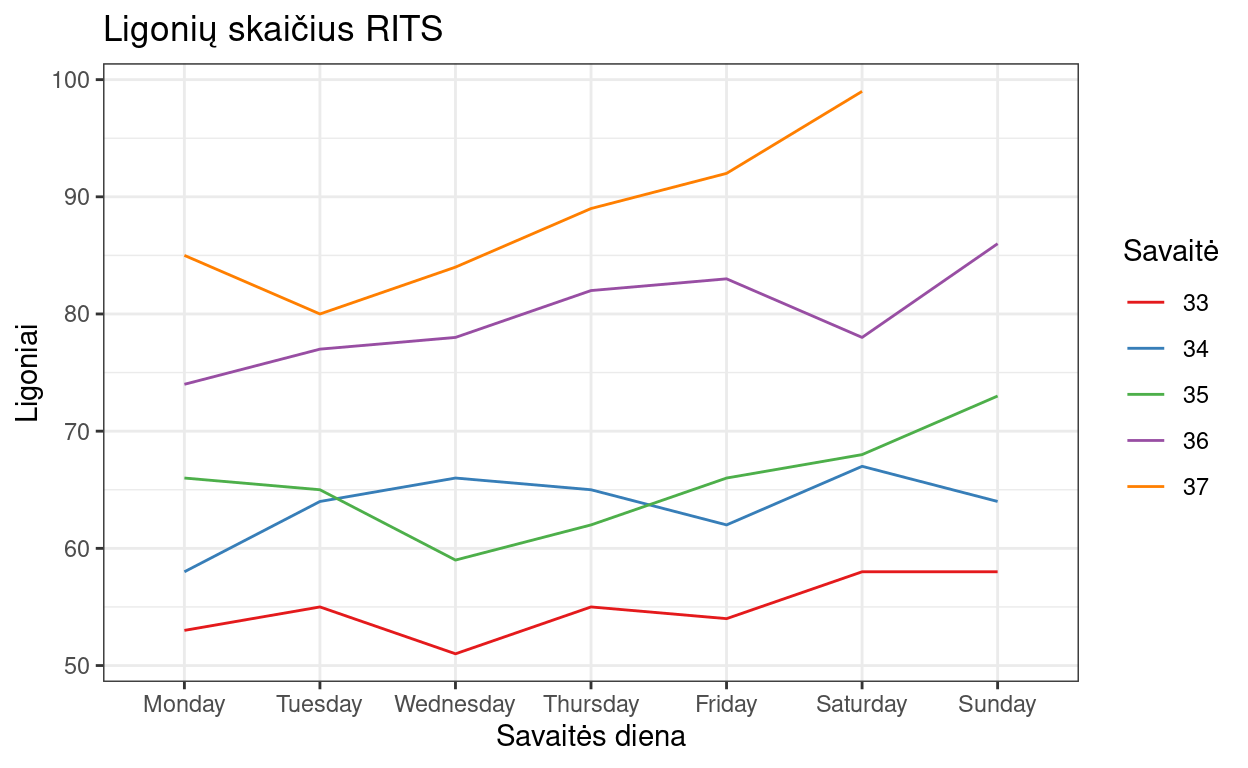 Ligonių skaičius RITS
100
90
80
70
60
50
Ligoniai
Monday Tuesday Wednesday Thursday Friday Saturday Sunday
Savaitės diena
Savaitė
33
34
35
36
37